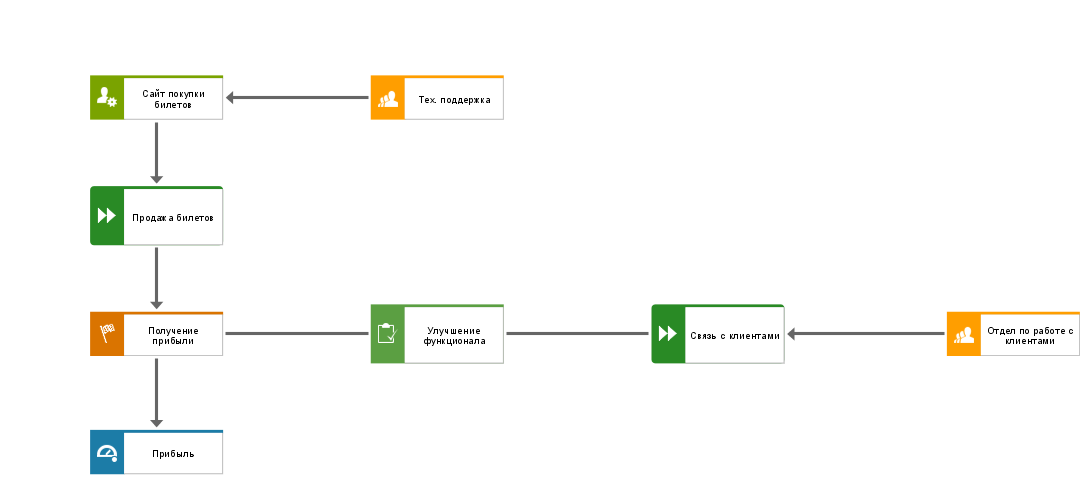 Сайт покупки
билетов
Тех. поддержка
Продажа билетов
Получение
прибыли
Улучшение
функционала
Связь с клиентами
Отдел по работе с
клиентами
Прибыль